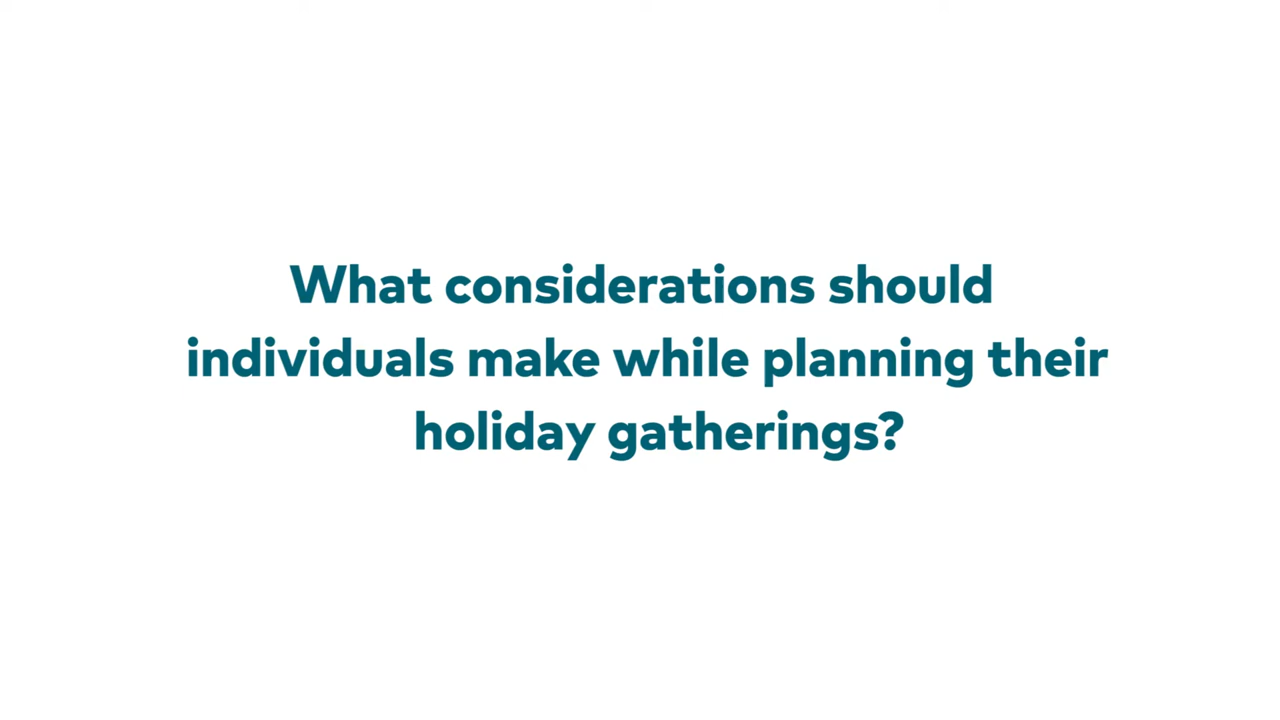 What considerations should
individuals make while planning their
holiday gatherings?